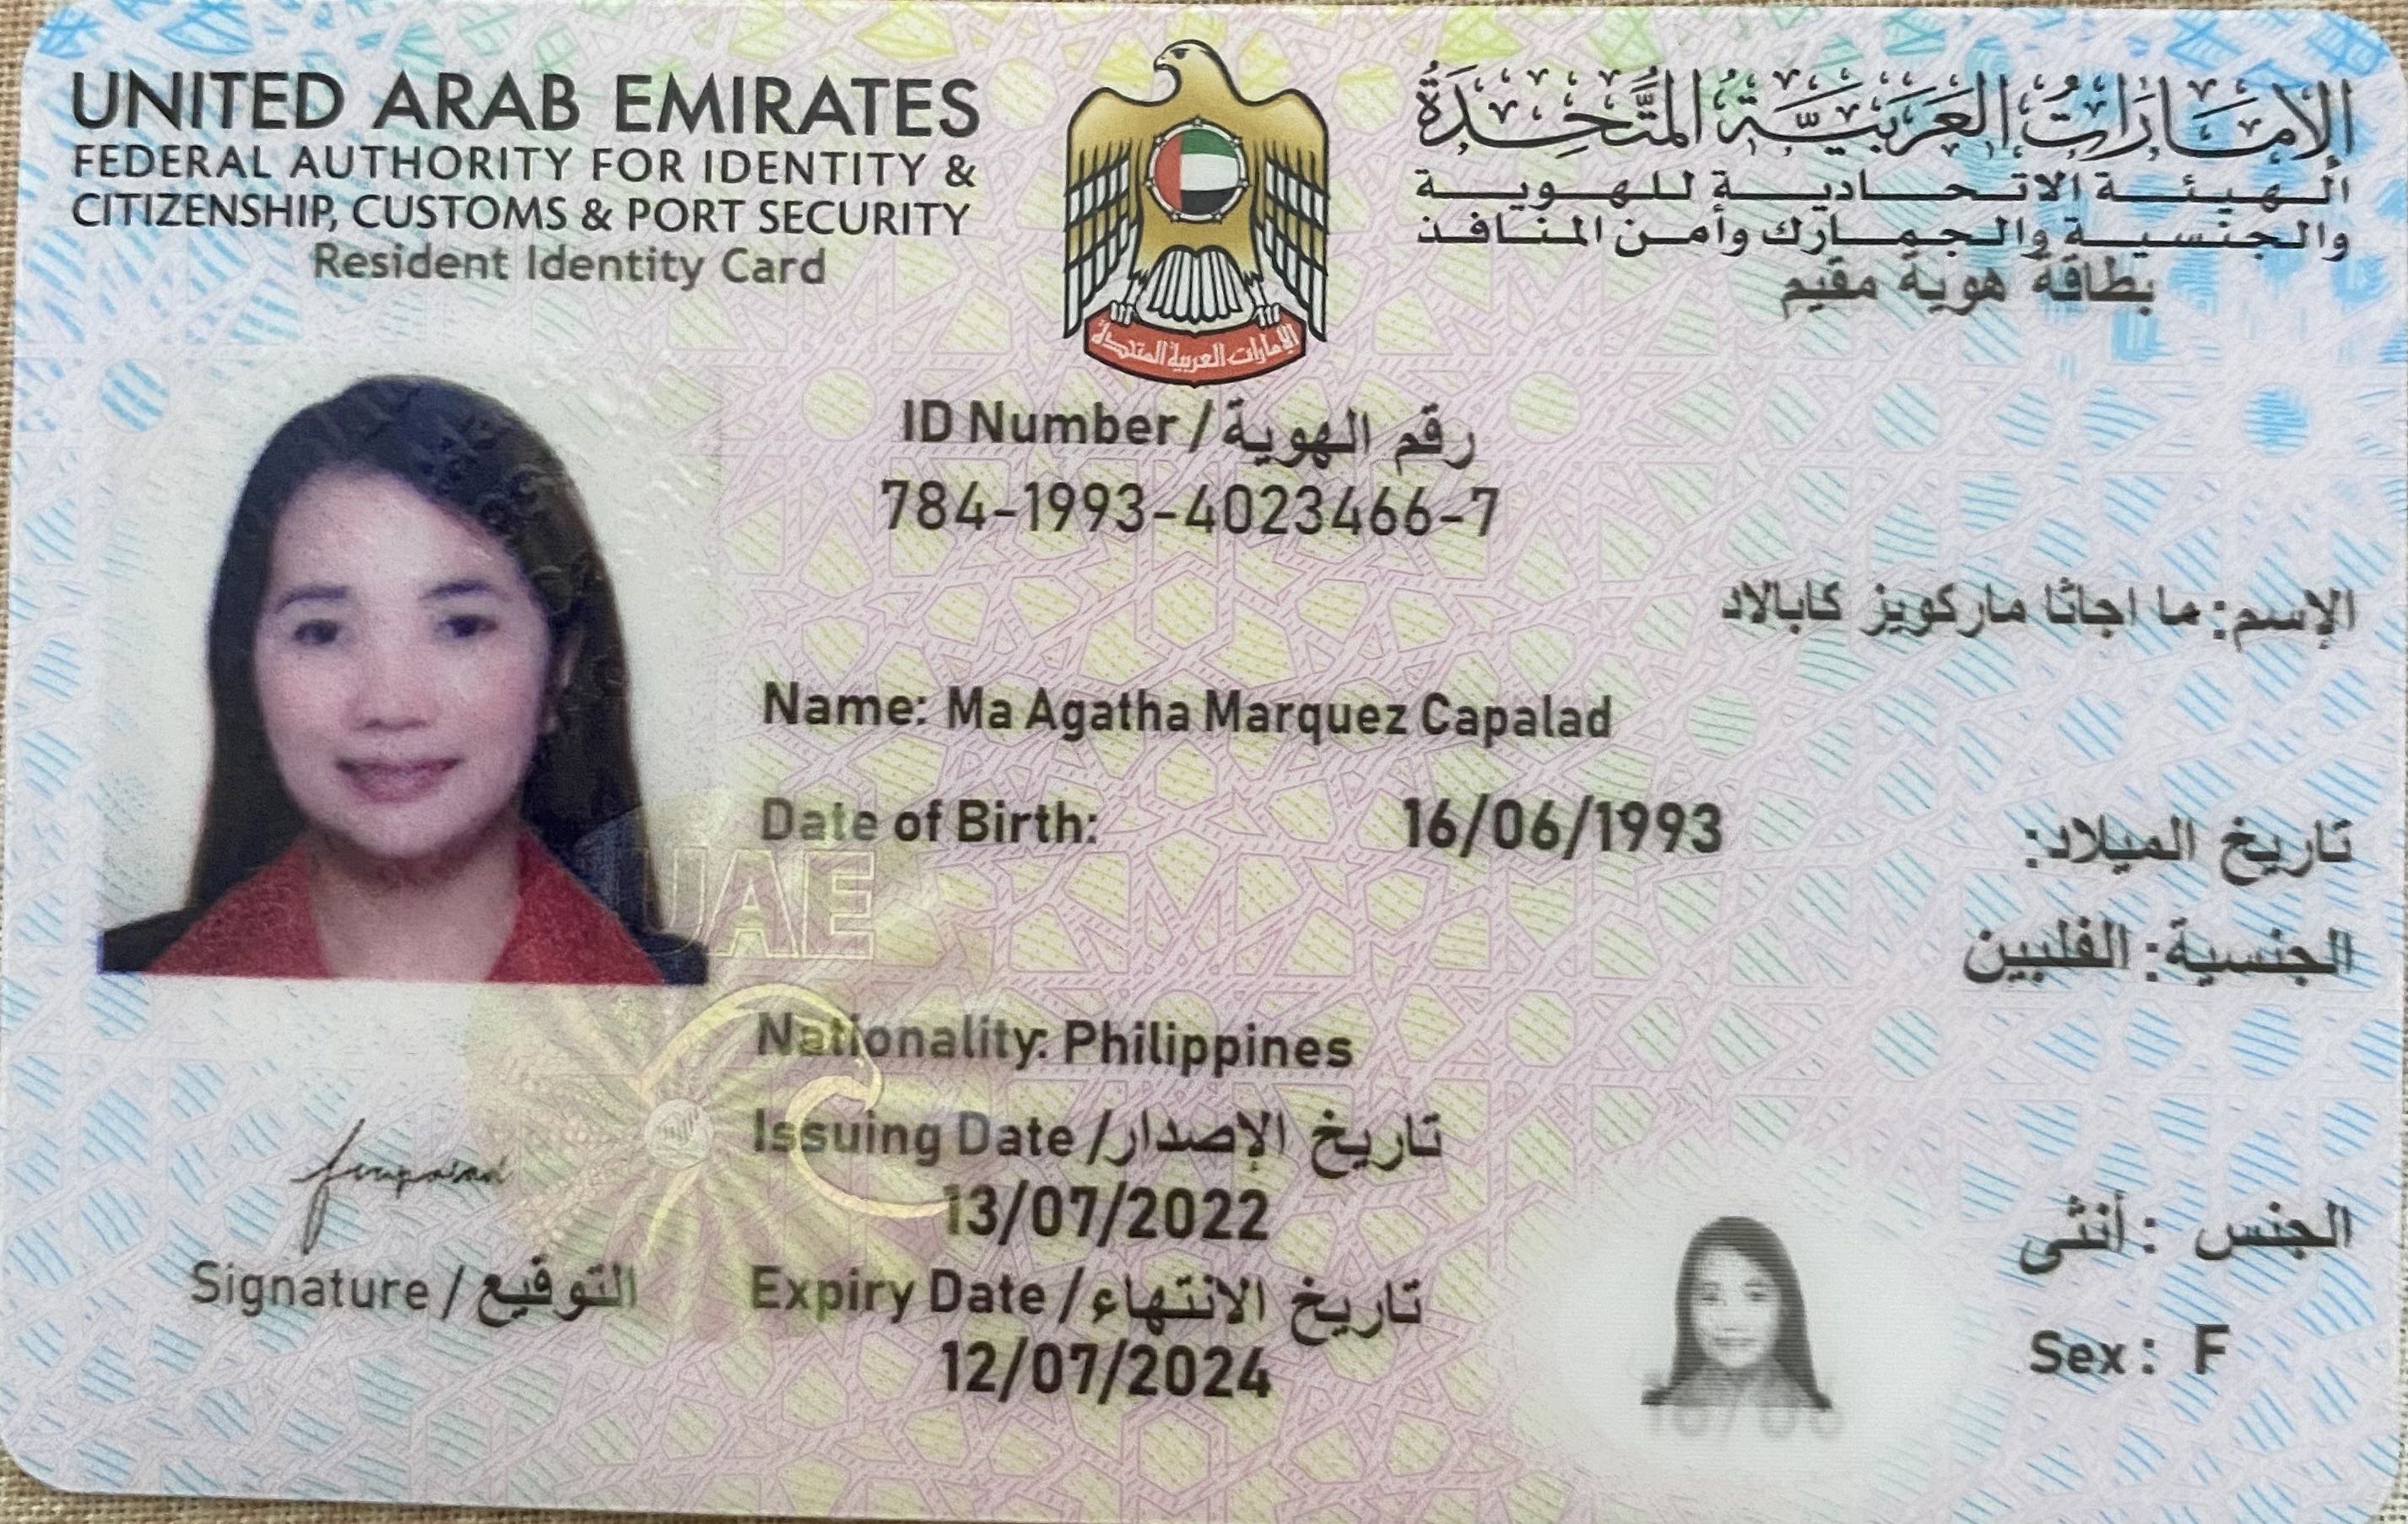 UNITED ARAB EMIRATES
FEDERAL AUTHORITY FOR IDENTITY &
CITIZENSHIP, CUSTOMS & PORT SECURITY
Resident Identity Card
الإمارات العربية المتحدة
الهيئة الاتحادية للهوية
والجنسية والجمارك وأمن المنافذ
بطاقة هوية مقيم
الإمارات العربية المتحدة
ID Number / رقم الهوية
784-1993-4023466-7
الإسم: ما اجاثا ماركويز كابالاد
Name: Ma Agatha Marquez Capalad
Date of Birth: 16/06/1993 تاريخ الميلاد:
UAE
الجنسية: الفلبين
Nationality: Philippines
Issuing Date / تاريخ الإصدار
13/07/2022
Signature / التوقيع
Expiry Date / تاريخ الانتهاء
12/07/2024
الجنس : أنثى
Sex : F